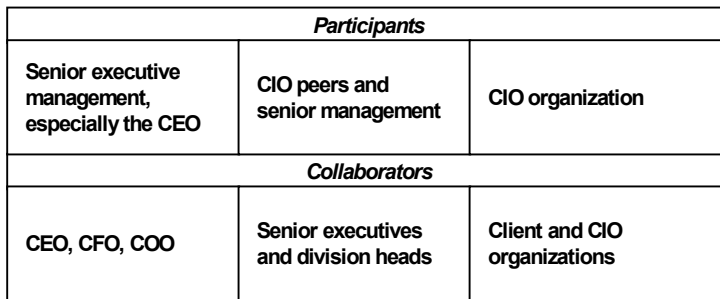 Participants
Senior executive
management,
especially the CEO
CIO peers and
senior management
CIO organization
Collaborators
CEO, CFO, COO
Senior executives
and division heads
Client and CIO
organizations